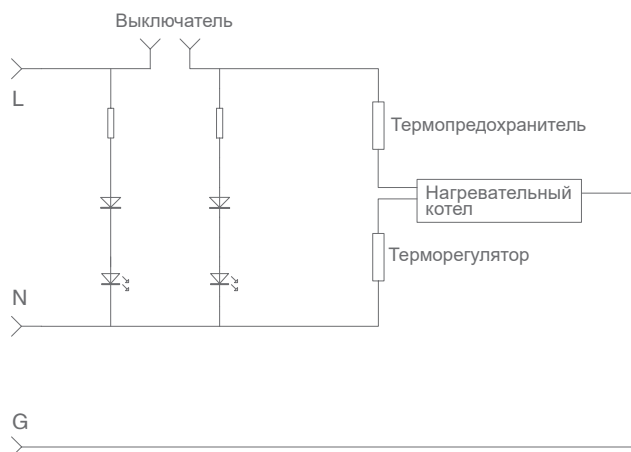 Выключатель
L
Термопредохранитель
Нагревательный
котел
Терморегулятор
N
G